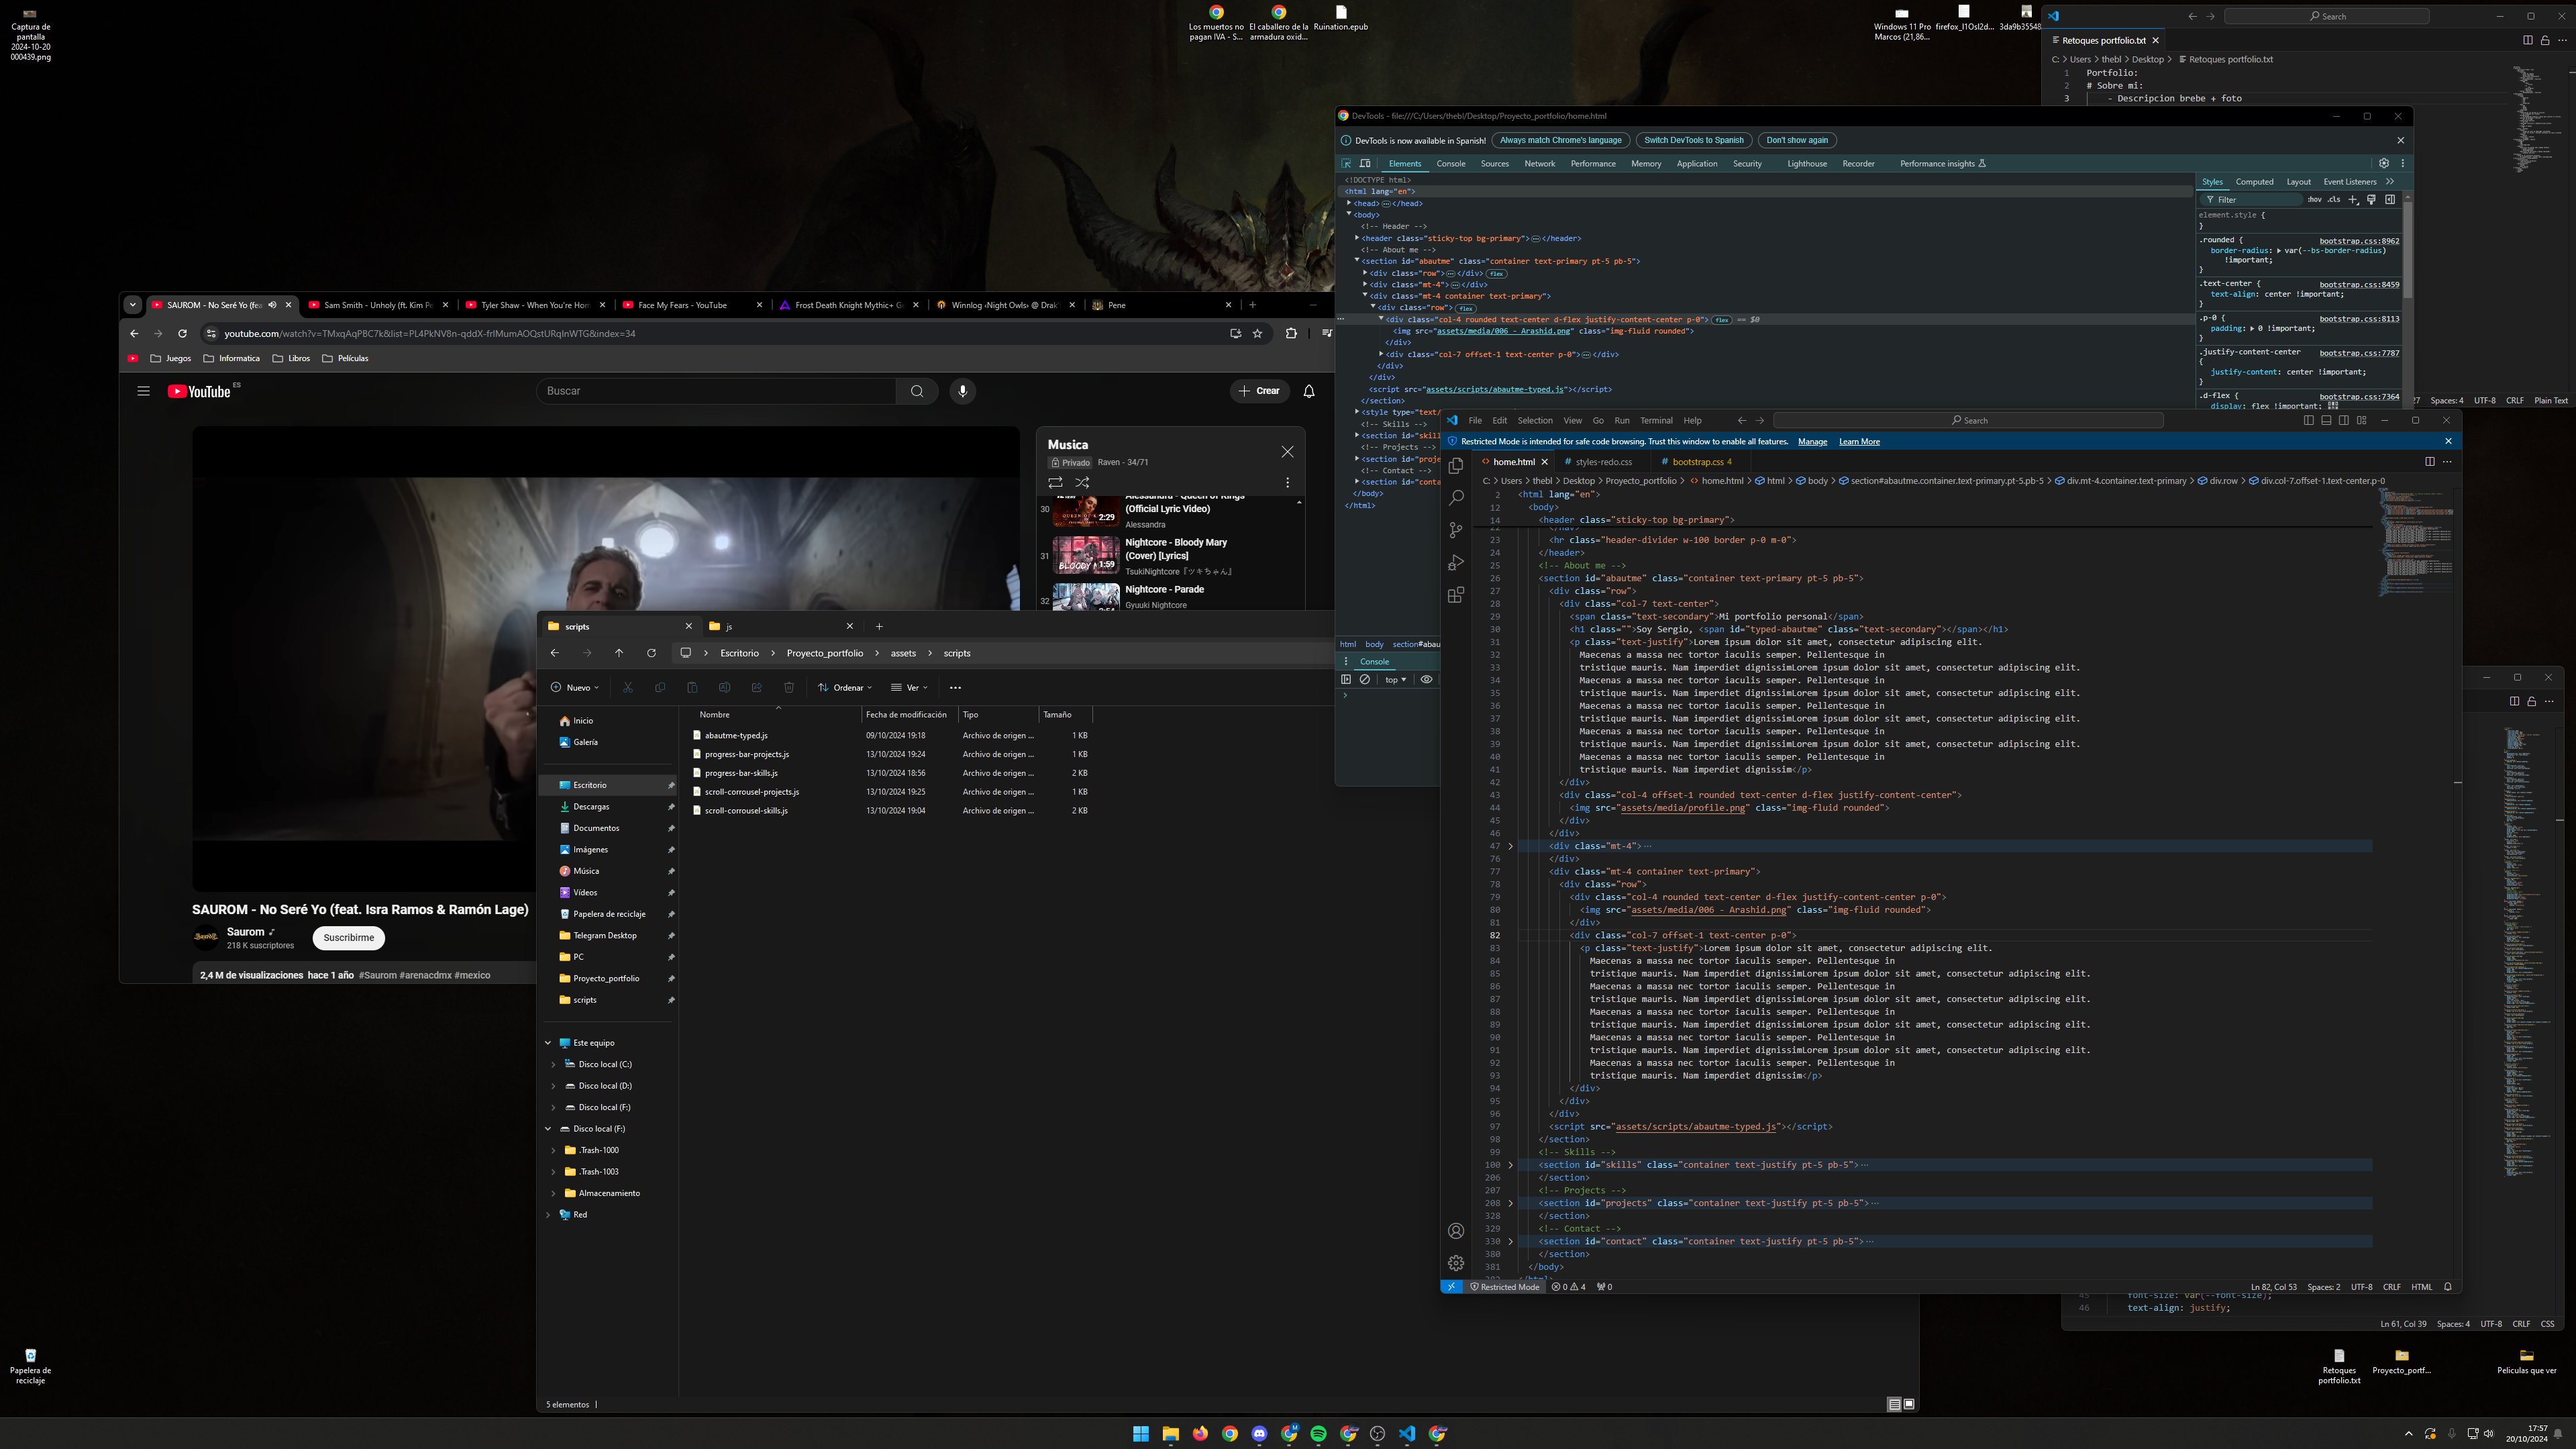 Captura de
pantalla
2024-10-20
000439.png
Los muertos no
pagan IVA - S...
El caballero de la
armadura oxid...
Ruination.epub
Windows 11 Pro
Marcos (21,86...
firefox_l1Osl2d...
3da9b35548
Search
Retoques portfolio.txt
C: > Users > thebl > Desktop > Retoques portfolio.txt
1 Portfolio:
2 # Sobre mi:
3 - Descripcion brebe + foto
27 Spaces: 4 UTF-8 CRLF Plain Text
DevTools - file:///C:/Users/thebl/Desktop/Proyecto_portfolio/home.html
DevTools is now available in Spanish! Always match Chrome's language Switch DevTools to Spanish Don't show again
Elements Console Sources Network Performance Memory Application Security Lighthouse Recorder Performance insights
<!DOCTYPE html>
<html lang="en">
<head>…</head>
<body>
<!-- Header -->
<header class="sticky-top bg-primary">…</header>
<!-- About me -->
<section id="abautme" class="container text-primary pt-5 pb-5">
<div class="row">…</div> flex
<div class="mt-4">…</div>
<div class="mt-4 container text-primary">
<div class="row"> flex
<div class="col-4 rounded text-center d-flex justify-content-center p-0"> flex == $0
<img src="assets/media/006 - Arashid.png" class="img-fluid rounded">
</div>
<div class="col-7 offset-1 text-center p-0">…</div>
</div>
</div>
<script src="assets/scripts/abautme-typed.js"></script>
</section>
<style type="text/
<!-- Skills -->
<section id="skill
<!-- Projects -->
<section id="proje
<!-- Contact -->
<section id="conta
</body>
</html>
html body section#abau
Console
top
Styles Computed Layout Event Listeners
Filter :hov .cls
element.style {
}
.rounded { bootstrap.css:8962
border-radius: var(--bs-border-radius)
!important;
}
.text-center { bootstrap.css:8459
text-align: center !important;
}
.p-0 { bootstrap.css:8113
padding: 0 !important;
}
.justify-content-center bootstrap.css:7787
{
justify-content: center !important;
}
.d-flex { bootstrap.css:7364
display: flex !important;
SAUROM - No Seré Yo (fea
Sam Smith - Unholy (ft. Kim Pe
Tyler Shaw - When You're Hom
Face My Fears - YouTube
Frost Death Knight Mythic+ G
Winnlog ‹Night Owls› @ Drak'
Pene
youtube.com/watch?v=TMxqAqPBC7k&list=PL4PkNV8n-qddX-frIMumAOQstURqInWTG&index=34
Juegos Informatica Libros Películas
YouTube ES
Buscar
Crear
Musica
Privado Raven - 34/71
30
2:29
Alessandra - Queen of Kings
(Official Lyric Video)
Alessandra
31
BLOODY M
1:59
Nightcore - Bloody Mary
(Cover) [Lyrics]
TsukiNightcore『ツキちゃん』
32
Nightcore - Parade
Gyuuki Nightcore
SAUROM - No Seré Yo (feat. Isra Ramos & Ramón Lage)
Saurom
218 K suscriptores
Suscribirme
2,4 M de visualizaciones hace 1 año #Saurom #arenacdmx #mexico
scripts
js
Escritorio > Proyecto_portfolio > assets > scripts
Nuevo Ordenar Ver
Nombre Fecha de modificación Tipo Tamaño
abautme-typed.js 09/10/2024 19:18 Archivo de origen ... 1 KB
progress-bar-projects.js 13/10/2024 19:24 Archivo de origen ... 1 KB
progress-bar-skills.js 13/10/2024 18:56 Archivo de origen ... 2 KB
scroll-corrousel-projects.js 13/10/2024 19:25 Archivo de origen ... 1 KB
scroll-corrousel-skills.js 13/10/2024 19:04 Archivo de origen ... 2 KB
Inicio
Galería
Escritorio
Descargas
Documentos
Imágenes
Música
Vídeos
Papelera de reciclaje
Telegram Desktop
PC
Proyecto_portfolio
scripts
Este equipo
Disco local (C:)
Disco local (D:)
Disco local (F:)
Disco local (F:)
.Trash-1000
.Trash-1003
Almacenamiento
Red
5 elementos
File Edit Selection View Go Run Terminal Help Search
Restricted Mode is intended for safe code browsing. Trust this window to enable all features. Manage Learn More
home.html styles-redo.css bootstrap.css 4
C: > Users > thebl > Desktop > Proyecto_portfolio > home.html > html > body > section#abautme.container.text-primary.pt-5.pb-5 > div.mt-4.container.text-primary > div.row > div.col-7.offset-1.text-center.p-0
2 <html lang="en">
12 <body>
14 <header class="sticky-top bg-primary">
23 <hr class="header-divider w-100 border p-0 m-0">
24 </header>
25 <!-- About me -->
26 <section id="abautme" class="container text-primary pt-5 pb-5">
27 <div class="row">
28 <div class="col-7 text-center">
29 <span class="text-secondary">Mi portfolio personal</span>
30 <h1 class="">Soy Sergio, <span id="typed-abautme" class="text-secondary"></span></h1>
31 <p class="text-justify">Lorem ipsum dolor sit amet, consectetur adipiscing elit.
32 Maecenas a massa nec tortor iaculis semper. Pellentesque in
33 tristique mauris. Nam imperdiet dignissimLorem ipsum dolor sit amet, consectetur adipiscing elit.
34 Maecenas a massa nec tortor iaculis semper. Pellentesque in
35 tristique mauris. Nam imperdiet dignissimLorem ipsum dolor sit amet, consectetur adipiscing elit.
36 Maecenas a massa nec tortor iaculis semper. Pellentesque in
37 tristique mauris. Nam imperdiet dignissimLorem ipsum dolor sit amet, consectetur adipiscing elit.
38 Maecenas a massa nec tortor iaculis semper. Pellentesque in
39 tristique mauris. Nam imperdiet dignissimLorem ipsum dolor sit amet, consectetur adipiscing elit.
40 Maecenas a massa nec tortor iaculis semper. Pellentesque in
41 tristique mauris. Nam imperdiet dignissim</p>
42 </div>
43 <div class="col-4 offset-1 rounded text-center d-flex justify-content-center">
44 <img src="assets/media/profile.png" class="img-fluid rounded">
45 </div>
46 </div>
47 <div class="mt-4">…
76 </div>
77 <div class="mt-4 container text-primary">
78 <div class="row">
79 <div class="col-4 rounded text-center d-flex justify-content-center p-0">
80 <img src="assets/media/006 - Arashid.png" class="img-fluid rounded">
81 </div>
82 <div class="col-7 offset-1 text-center p-0">
83 <p class="text-justify">Lorem ipsum dolor sit amet, consectetur adipiscing elit.
84 Maecenas a massa nec tortor iaculis semper. Pellentesque in
85 tristique mauris. Nam imperdiet dignissimLorem ipsum dolor sit amet, consectetur adipiscing elit.
86 Maecenas a massa nec tortor iaculis semper. Pellentesque in
87 tristique mauris. Nam imperdiet dignissimLorem ipsum dolor sit amet, consectetur adipiscing elit.
88 Maecenas a massa nec tortor iaculis semper. Pellentesque in
89 tristique mauris. Nam imperdiet dignissimLorem ipsum dolor sit amet, consectetur adipiscing elit.
90 Maecenas a massa nec tortor iaculis semper. Pellentesque in
91 tristique mauris. Nam imperdiet dignissimLorem ipsum dolor sit amet, consectetur adipiscing elit.
92 Maecenas a massa nec tortor iaculis semper. Pellentesque in
93 tristique mauris. Nam imperdiet dignissim</p>
94 </div>
95 </div>
96 </div>
97 <script src="assets/scripts/abautme-typed.js"></script>
98 </section>
99 <!-- Skills -->
100 <section id="skills" class="container text-justify pt-5 pb-5">…
206 </section>
207 <!-- Projects -->
208 <section id="projects" class="container text-justify pt-5 pb-5">…
328 </section>
329 <!-- Contact -->
330 <section id="contact" class="container text-justify pt-5 pb-5">…
380 </section>
381 </body>
Restricted Mode 0 4 0 Ln 82, Col 53 Spaces: 2 UTF-8 CRLF HTML
45 font-size: var(--font-size);
46 text-align: justify;
Ln 61, Col 39 Spaces: 4 UTF-8 CRLF CSS
Papelera de
reciclaje
Retoques
portfolio.txt
Proyecto_portf...
Peliculas que ver
17:57
20/10/2024